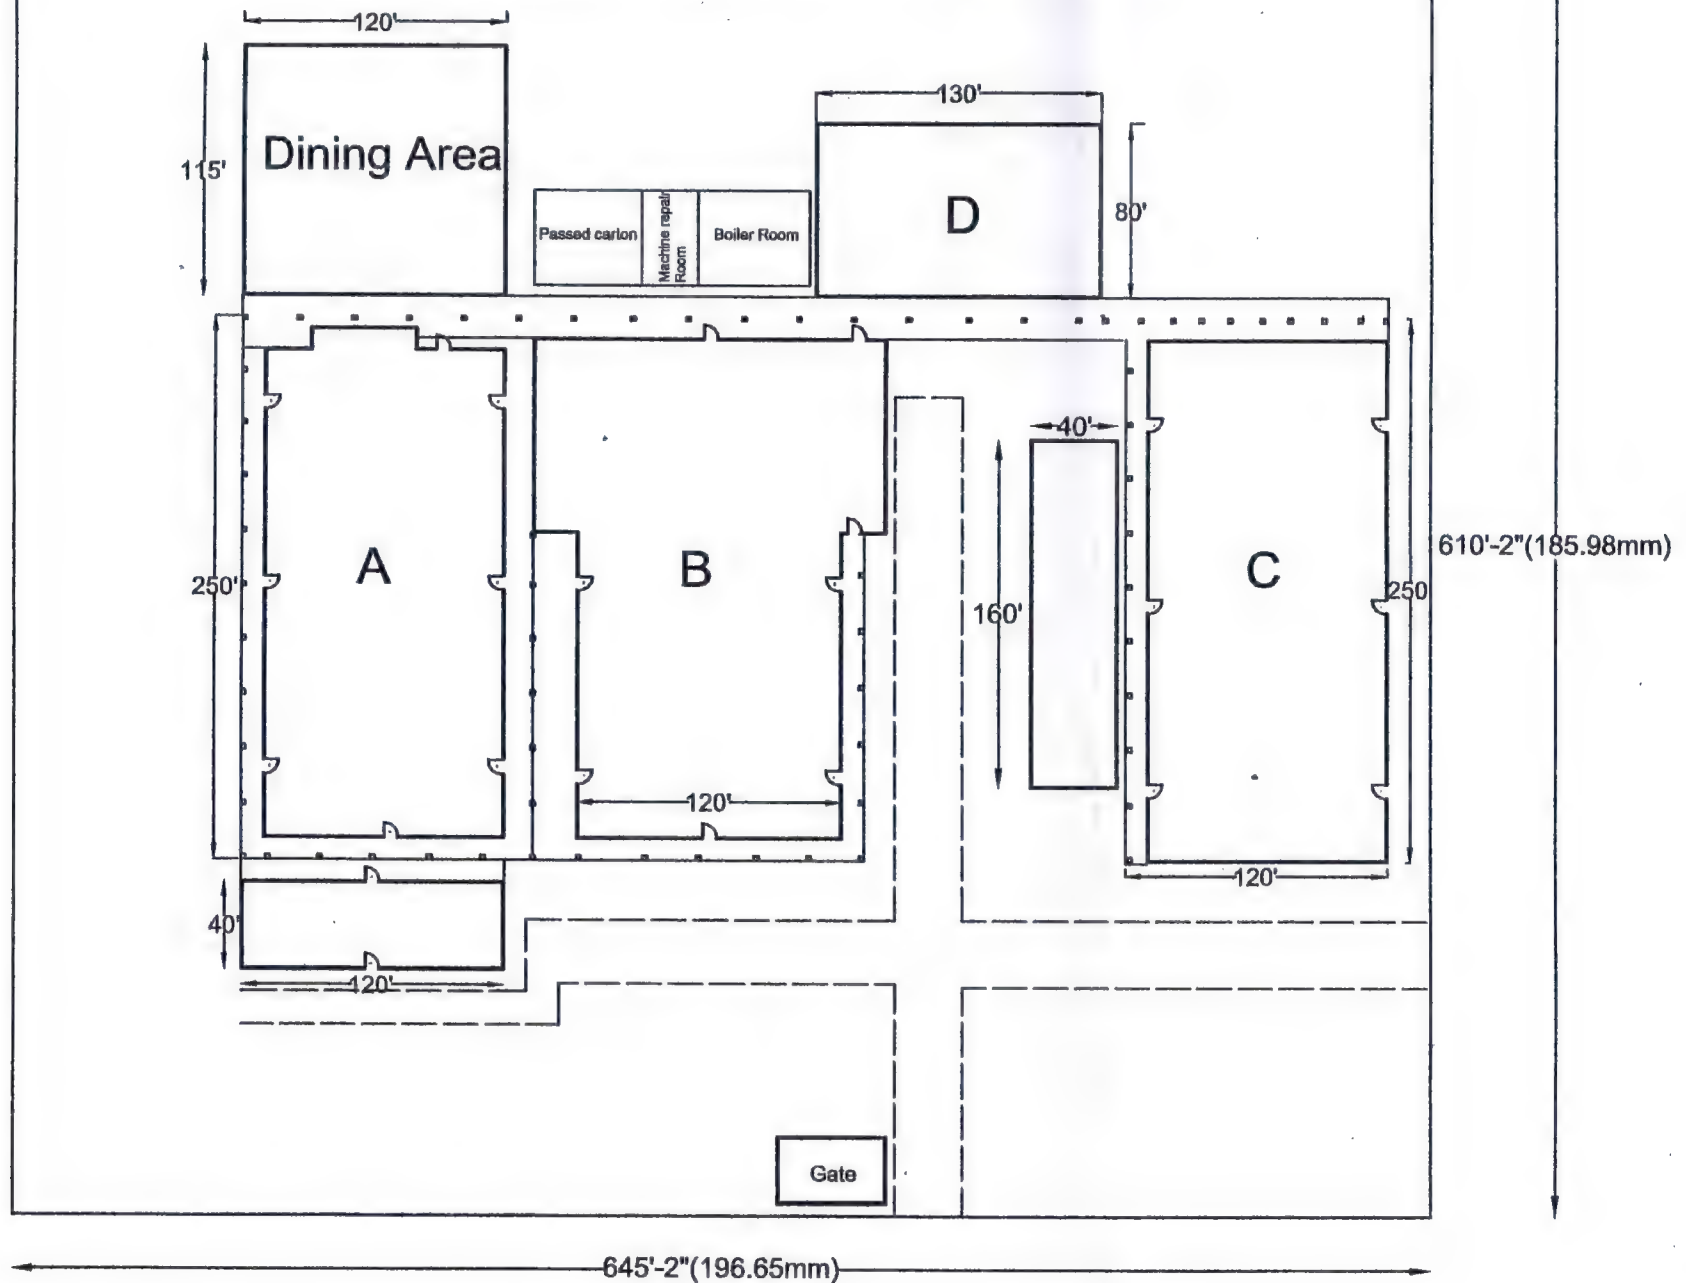 120'
Dining Area
115'
130'
D
80'
Passed carton
Machine repair
Room
Boiler Room
A
250'
B
120'
40'
160'
C
250
120'
610'-2"(185.98mm)
40'
120'
Gate
645'-2"(196.65mm)